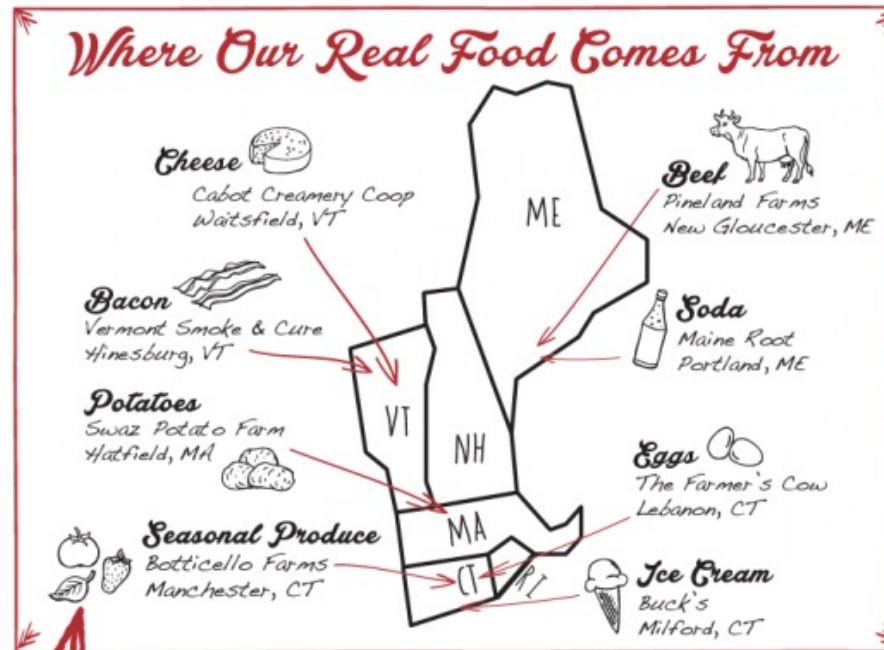 Where Our Real Food Comes From
Cheese
Cabot Creamery Coop
Waitsfield, VT
Beef
Pineland Farms
New Gloucester, ME
ME
Bacon
Vermont Smoke & Cure
Hinesburg, VT
Soda
Maine Root
Portland, ME
Potatoes
Swaz Potato Farm
Hatfield, MA
VT
NH
Eggs
The Farmer's Cow
Lebanon, CT
MA
Seasonal Produce
Botticello Farms
Manchester, CT
CT
RI
Ice Cream
Buck's
Milford, CT